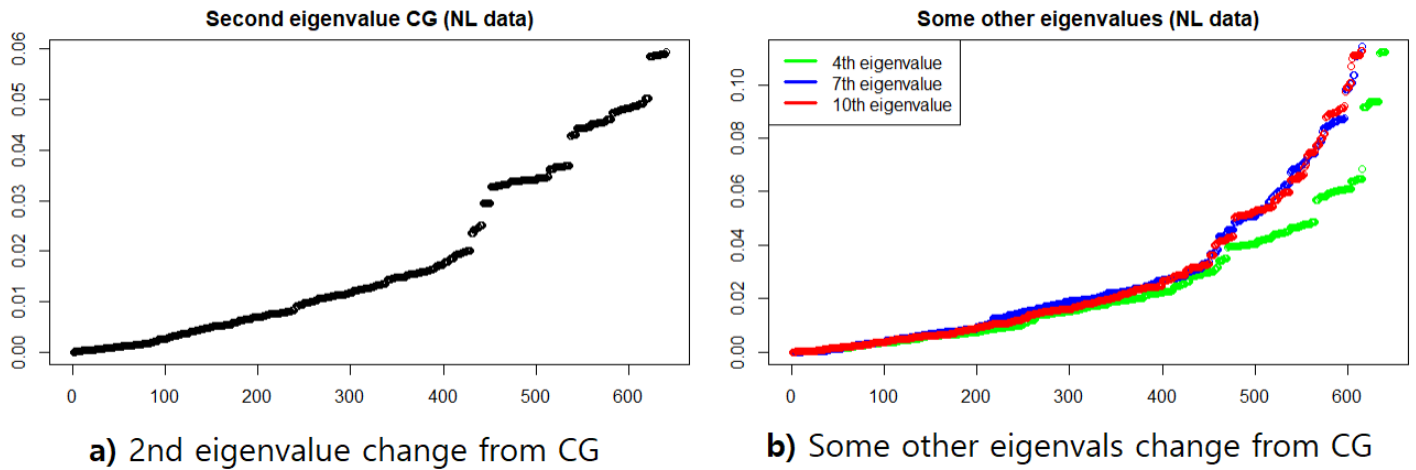 Second eigenvalue CG (NL data)
0.06
0.05
0.04
0.03
0.02
0.01
0.00
0 100 200 300 400 500 600
a) 2nd eigenvalue change from CG
Some other eigenvalues (NL data)
4th eigenvalue
7th eigenvalue
10th eigenvalue
0.10
0.08
0.06
0.04
0.02
0.00
0 100 200 300 400 500 600
b) Some other eigenvals change from CG